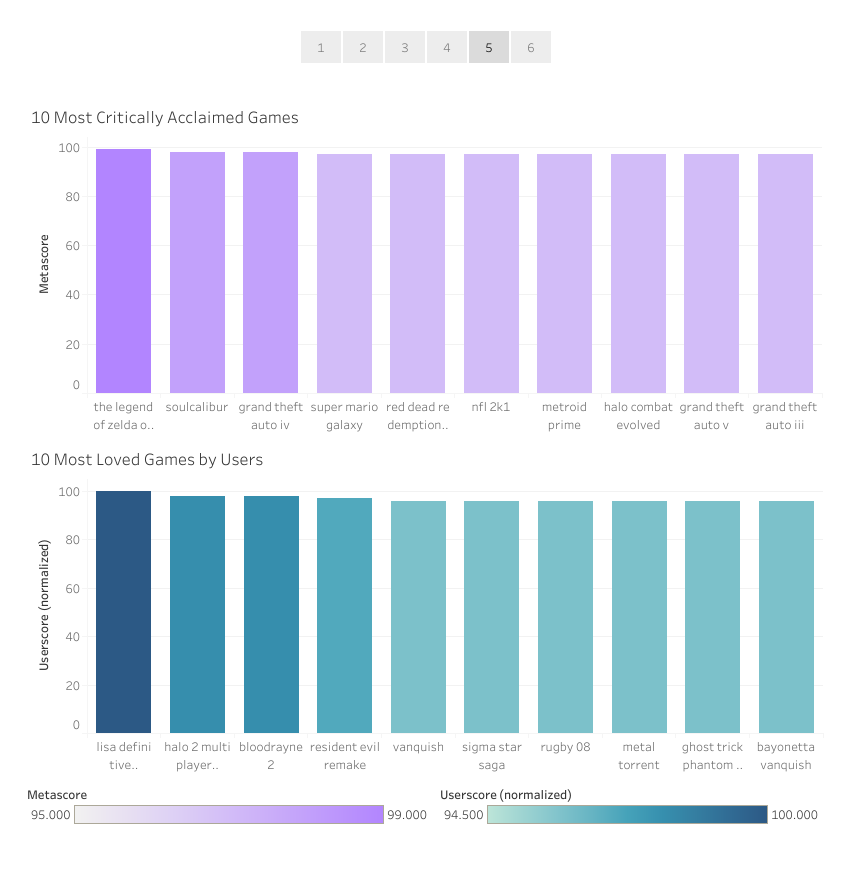 1 2 3 4 5 6
10 Most Critically Acclaimed Games
Metascore
100
80
60
40
20
0
the legend of zelda o..
soulcalibur
grand theft auto iv
super mario galaxy
red dead re demption..
nfl 2k1
metroid prime
halo combat evolved
grand theft auto v
grand theft auto iii
10 Most Loved Games by Users
Userscore (normalized)
100
80
60
40
20
0
lisa defini tive..
halo 2 multi player..
bloodrayne 2
resident evil remake
vanquish
sigma star saga
rugby 08
metal torrent
ghost trick phantom ..
bayonetta vanquish
Metascore
95.000 99.000
Userscore (normalized)
94.500 100.000